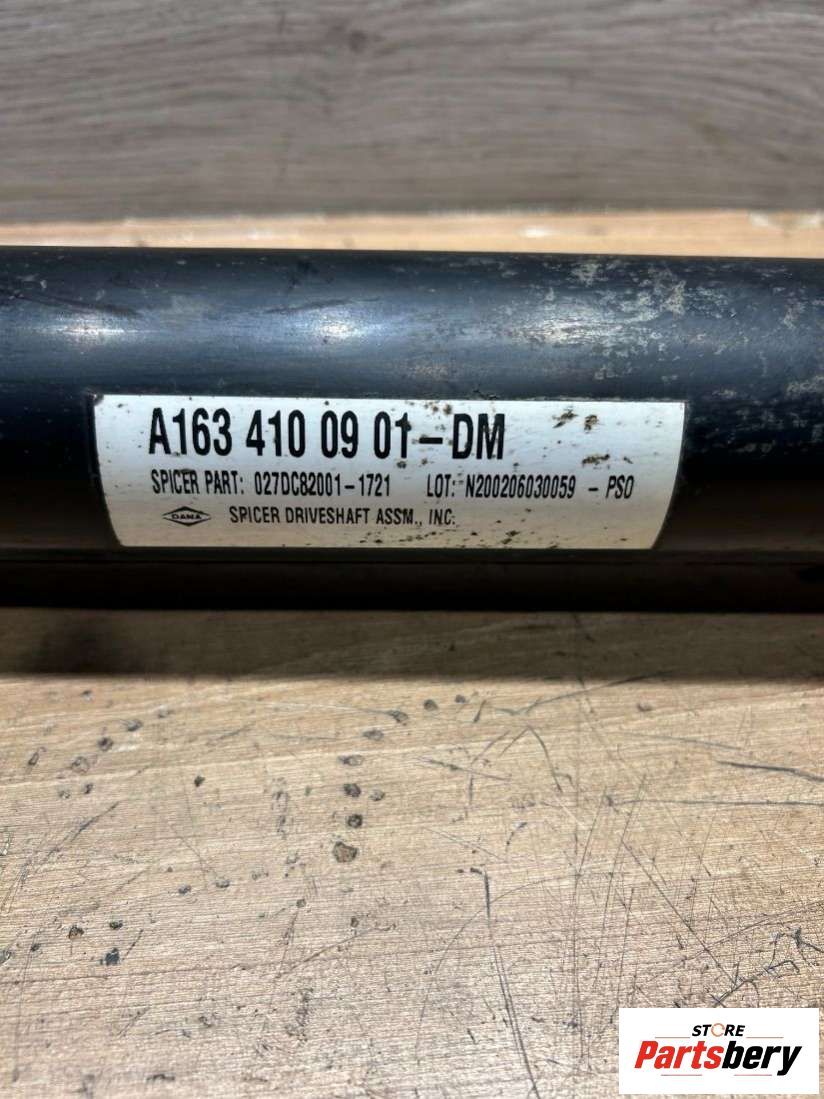 A163 410 09 01-DM
SPICER PART: 027DC82001-1721 LOT: N200206030059 - PSO
DANA SPICER DRIVESHAFT ASSM., INC.
STORE
Partsbery